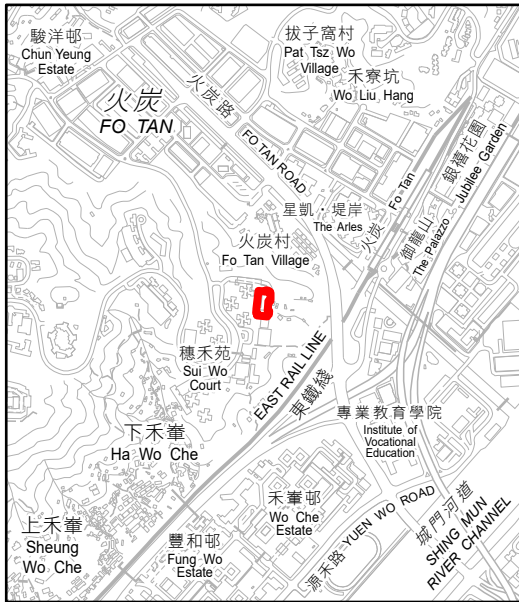 駿洋邨
Chun Yeung
Estate
拔子窩村
Pat Tsz Wo
Village
禾寮坑
Wo Liu Hang
火炭
FO TAN
火炭路
FO TAN ROAD
銀禧花園
Jubilee Garden
火炭
Fo Tan
御龍山
The Palazzo
星凱．堤岸
The Arles
火炭村
Fo Tan Village
穗禾苑
Sui Wo
Court
EAST RAIL LINE
東鐵綫
專業教育學院
Institute of
Vocational
Education
下禾輋
Ha Wo Che
禾輋邨
Wo Che
Estate
上禾輋
Sheung
Wo Che
豐和邨
Fung Wo
Estate
源禾路 YUEN WO ROAD
城門河道
SHING MUN
RIVER CHANNEL